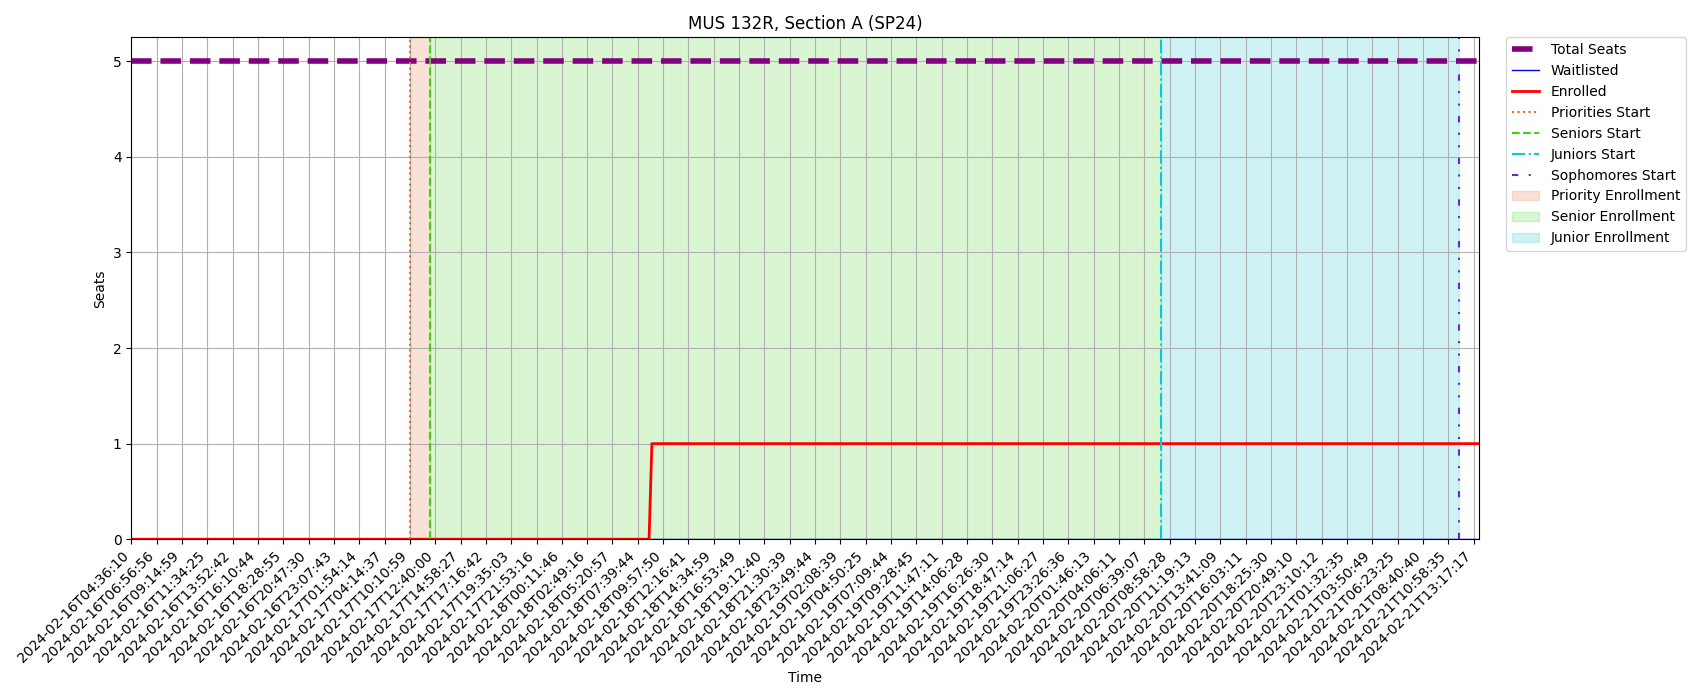 MUS 132R, Section A (SP24)
Total Seats
Waitlisted
Enrolled
Priorities Start
Seniors Start
Juniors Start
Sophomores Start
Priority Enrollment
Senior Enrollment
Junior Enrollment
Seats
5
4
3
2
1
0
2024-02-16T04:36:10
2024-02-16T06:56:56
2024-02-16T09:14:59
2024-02-16T11:34:25
2024-02-16T13:52:42
2024-02-16T16:10:44
2024-02-16T18:28:55
2024-02-16T20:47:30
2024-02-16T23:07:43
2024-02-17T01:54:14
2024-02-17T04:14:37
2024-02-17T10:10:59
2024-02-17T12:40:00
2024-02-17T14:58:27
2024-02-17T17:16:42
2024-02-17T19:35:03
2024-02-17T21:53:16
2024-02-18T00:11:46
2024-02-18T02:49:16
2024-02-18T05:20:57
2024-02-18T07:39:44
2024-02-18T09:57:50
2024-02-18T12:16:41
2024-02-18T14:34:59
2024-02-18T16:53:49
2024-02-18T19:12:40
2024-02-18T21:30:39
2024-02-18T23:49:44
2024-02-19T02:08:39
2024-02-19T04:50:25
2024-02-19T07:09:44
2024-02-19T09:28:45
2024-02-19T11:47:11
2024-02-19T14:06:28
2024-02-19T16:26:30
2024-02-19T18:47:14
2024-02-19T21:06:27
2024-02-19T23:26:36
2024-02-20T01:46:13
2024-02-20T04:06:11
2024-02-20T06:39:07
2024-02-20T08:58:28
2024-02-20T11:19:13
2024-02-20T13:41:09
2024-02-20T16:03:11
2024-02-20T18:25:30
2024-02-20T20:49:10
2024-02-20T23:10:12
2024-02-21T01:32:35
2024-02-21T03:50:49
2024-02-21T06:23:25
2024-02-21T08:40:40
2024-02-21T10:58:35
2024-02-21T13:17:17
Time